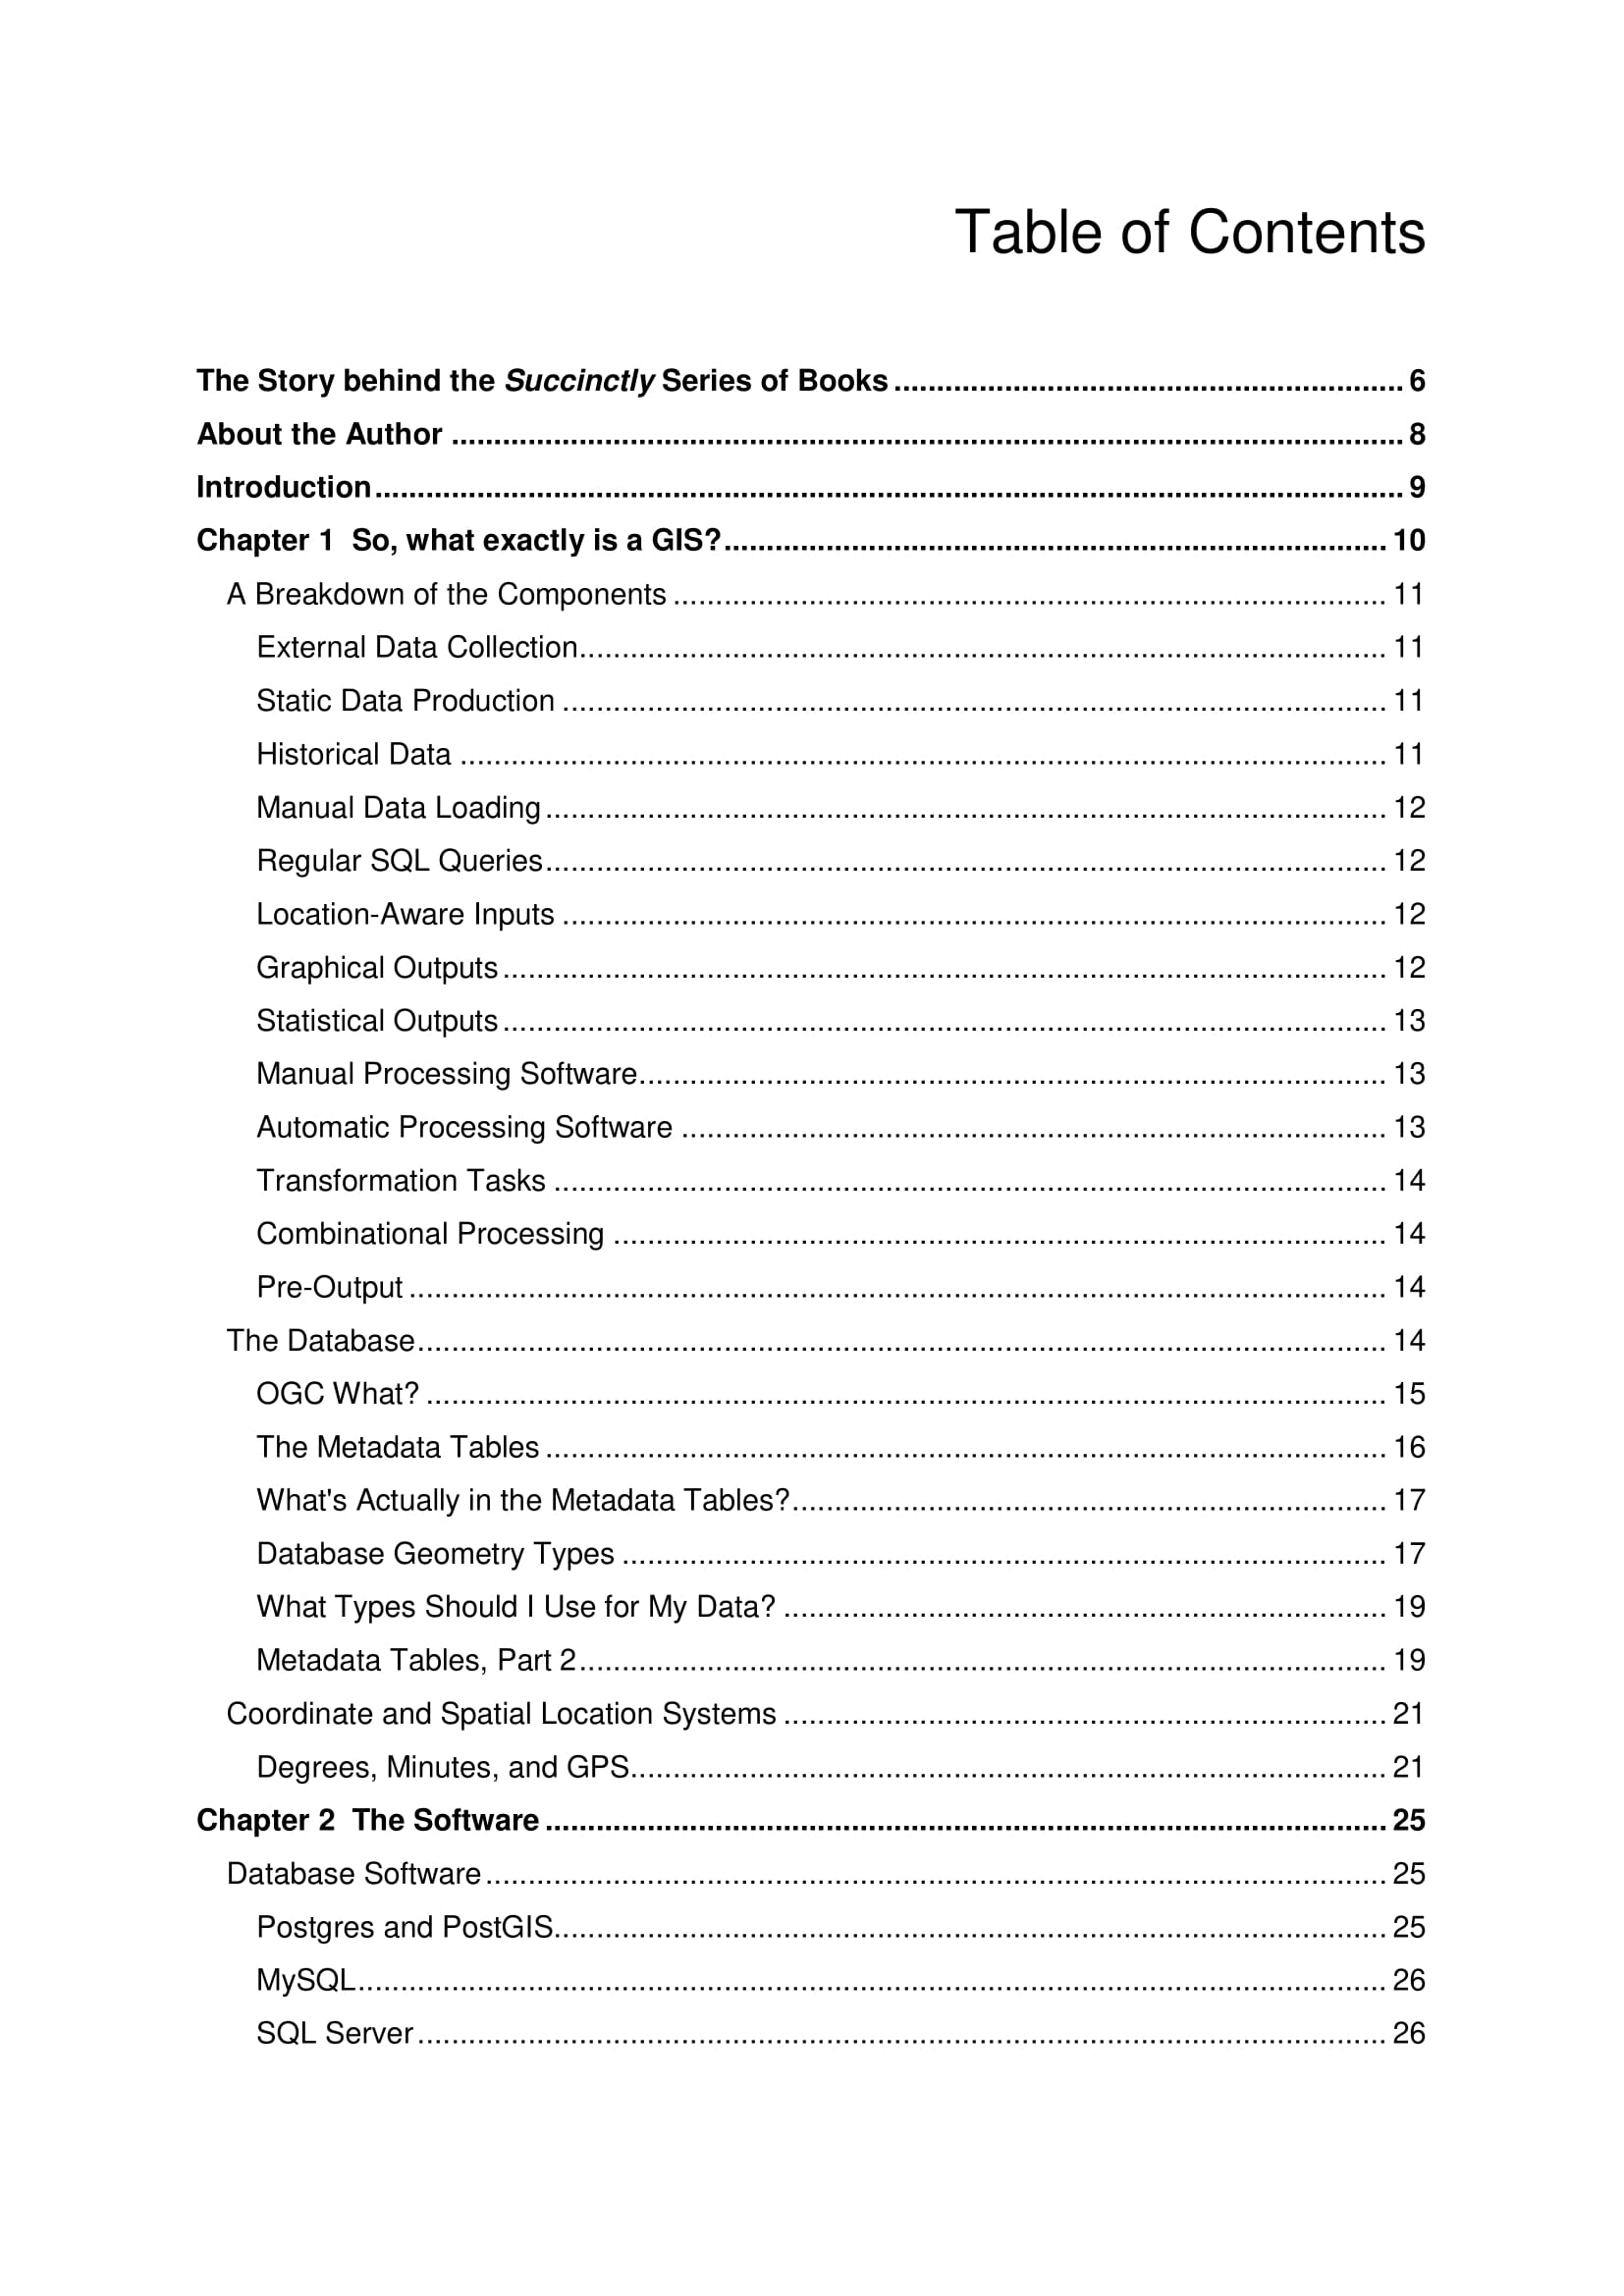 Table of Contents
The Story behind the Succinctly Series of Books ............................................................ 6
About the Author ................................................................................................................ 8
Introduction......................................................................................................................... 9
Chapter 1  So, what exactly is a GIS?.............................................................................. 10
A Breakdown of the Components ..................................................................................... 11
External Data Collection................................................................................................ 11
Static Data Production .................................................................................................. 11
Historical Data .............................................................................................................. 11
Manual Data Loading .................................................................................................... 12
Regular SQL Queries.................................................................................................... 12
Location-Aware Inputs .................................................................................................. 12
Graphical Outputs ......................................................................................................... 12
Statistical Outputs ......................................................................................................... 13
Manual Processing Software......................................................................................... 13
Automatic Processing Software .................................................................................... 13
Transformation Tasks ................................................................................................... 14
Combinational Processing ............................................................................................ 14
Pre-Output .................................................................................................................... 14
The Database................................................................................................................... 14
OGC What? .................................................................................................................. 15
The Metadata Tables .................................................................................................... 16
What's Actually in the Metadata Tables?....................................................................... 17
Database Geometry Types ........................................................................................... 17
What Types Should I Use for My Data? ........................................................................ 19
Metadata Tables, Part 2................................................................................................ 19
Coordinate and Spatial Location Systems ........................................................................ 21
Degrees, Minutes, and GPS.......................................................................................... 21
Chapter 2  The Software .................................................................................................... 25
Database Software ........................................................................................................... 25
Postgres and PostGIS................................................................................................... 25
MySQL.......................................................................................................................... 26
SQL Server ................................................................................................................... 26